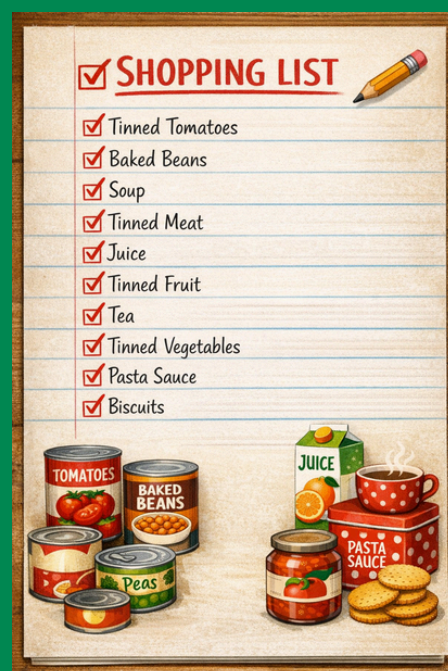 SHOPPING LIST
Tinned Tomatoes
Baked Beans
Soup
Tinned Meat
Juice
Tinned Fruit
Tea
Tinned Vegetables
Pasta Sauce
Biscuits
TOMATOES
BAKED
BEANS
Peas
JUICE
PASTA
SAUCE